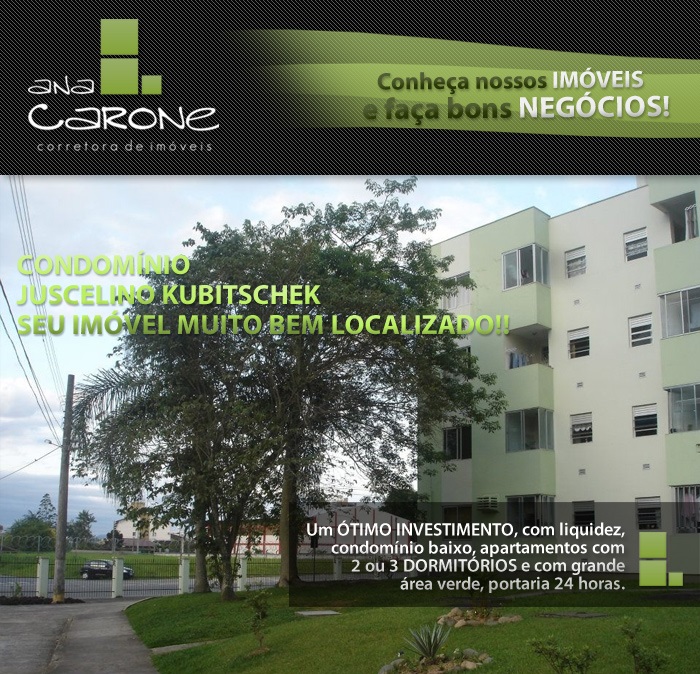 ana
carone
corretora de imóveis
Conheça nossos IMÓVEIS
e faça bons NEGÓCIOS!
CONDOMÍNIO
JUSCELINO KUBITSCHEK
SEU IMÓVEL MUITO BEM LOCALIZADO!!
Um ÓTIMO INVESTIMENTO, com liquidez,
condomínio baixo, apartamentos com
2 ou 3 DORMITÓRIOS e com grande
área verde, portaria 24 horas.